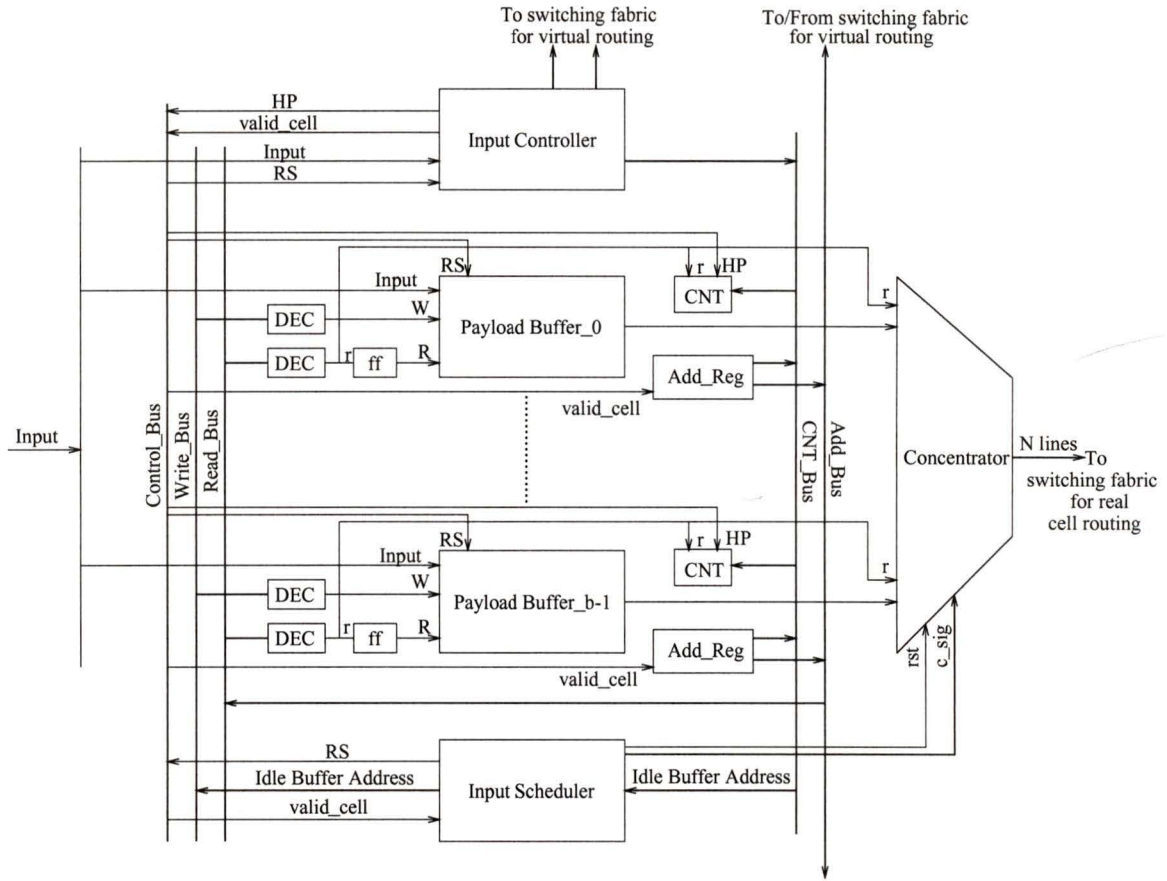 To switching fabric
for virtual routing
To/From switching fabric
for virtual routing
HP
valid_cell
Input
RS
Input Controller
RS
Input
W
DEC
DEC
r
ff
R
Payload Buffer_0
r
HP
CNT
Add_Reg
valid_cell
r
Input
Control_Bus
Write_Bus
Read_Bus
CNT_Bus
Add_Bus
Concentrator
N lines
To
switching fabric
for real
cell routing
RS
Input
W
DEC
DEC
r
ff
R
Payload Buffer_b-1
r
HP
CNT
Add_Reg
valid_cell
r
rst
c_sig
RS
Idle Buffer Address
valid_cell
Input Scheduler
Idle Buffer Address